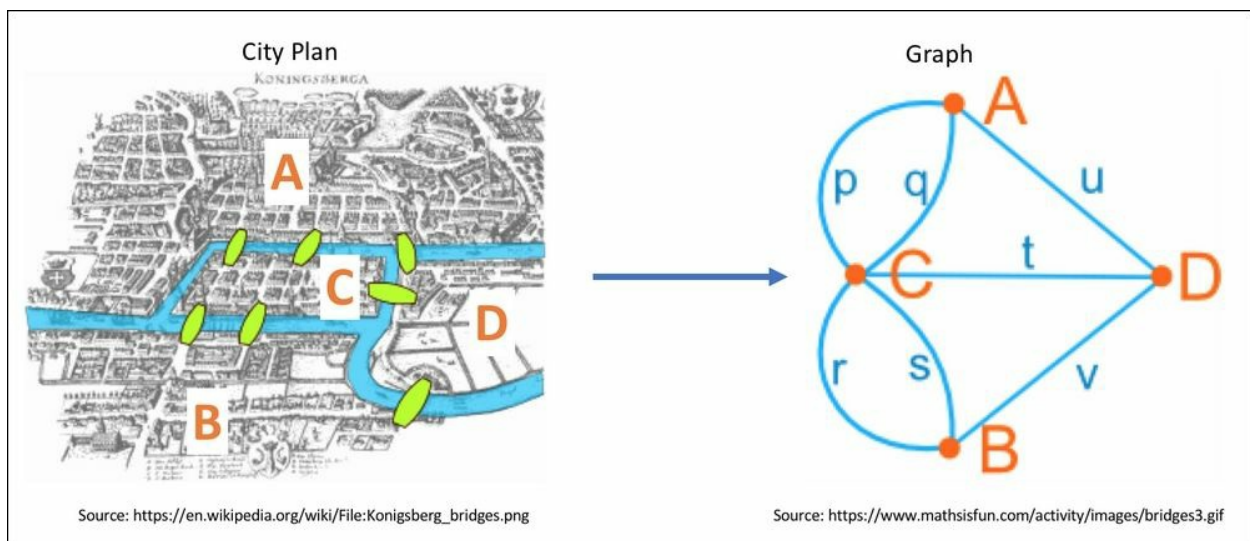 City Plan
KONINGSBERGA
A
C
D
B
Source: https://en.wikipedia.org/wiki/File:Konigsberg_bridges.png
Graph
A
p
q
u
C
t
D
r
s
v
B
Source: https://www.mathsisfun.com/activity/images/bridges3.gif